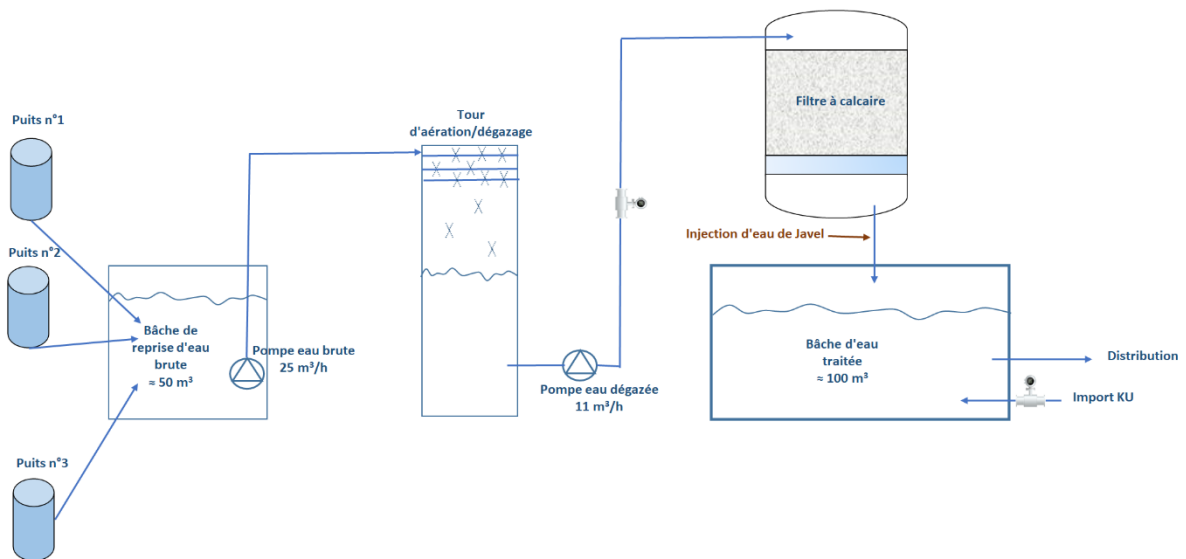 Puits n°1
Puits n°2
Puits n°3
Bâche de
reprise d'eau
brute
≈ 50 m³
Pompe eau brute
25 m³/h
Tour
d'aération/dégazage
Pompe eau dégazée
11 m³/h
Filtre à calcaire
Injection d'eau de Javel
Bâche d'eau
traitée
≈ 100 m³
Distribution
Import KU